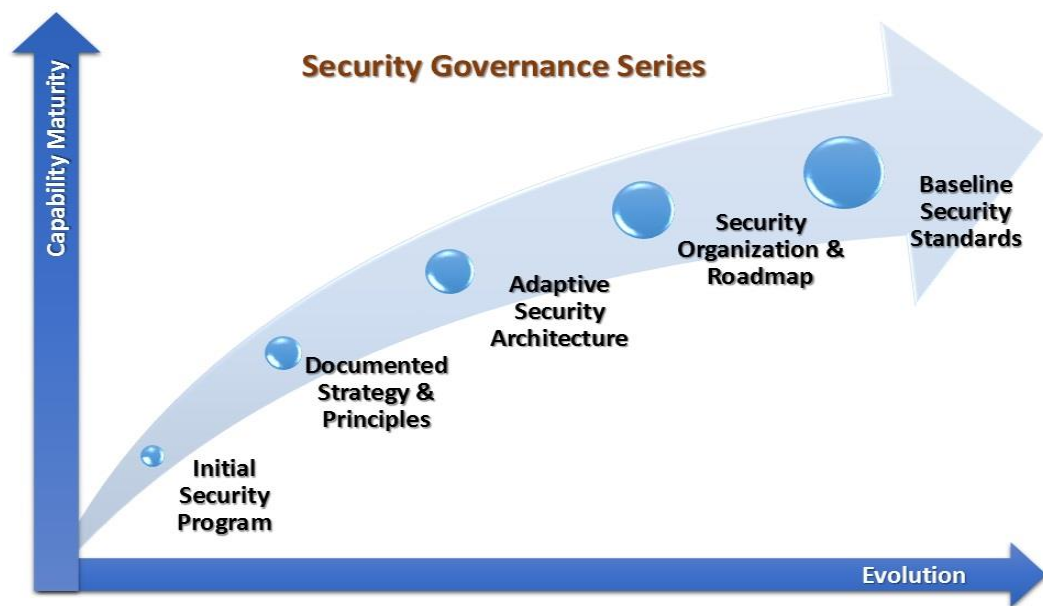 Security Governance Series
Capability Maturity
Baseline
Security
Standards
Security
Organization &
Roadmap
Adaptive
Security
Architecture
Documented
Strategy &
Principles
Initial
Security
Program
Evolution